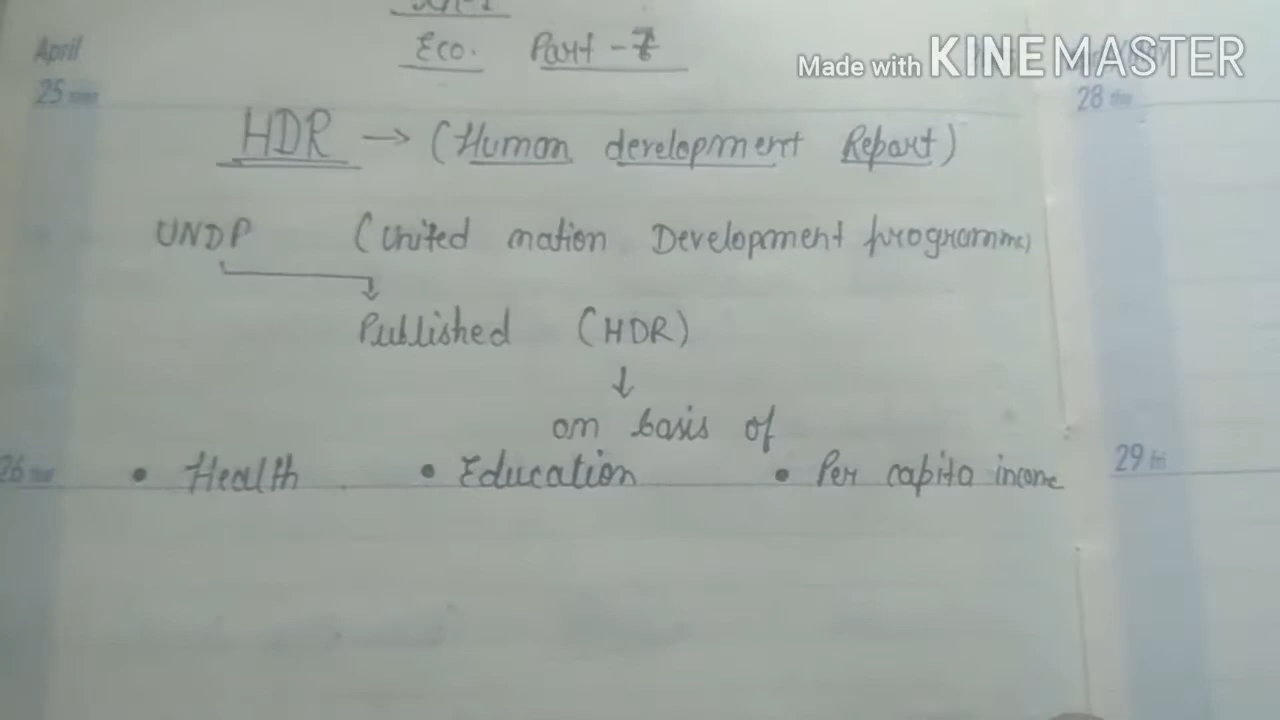 Eco. Part - 7
Made with KINEMASTER
April
25
28
HDR → (Human development Report)
UNDP (United nation Development programme)
Published (HDR)
↓
on basis of
26
• Health • Education • Per capita income
29